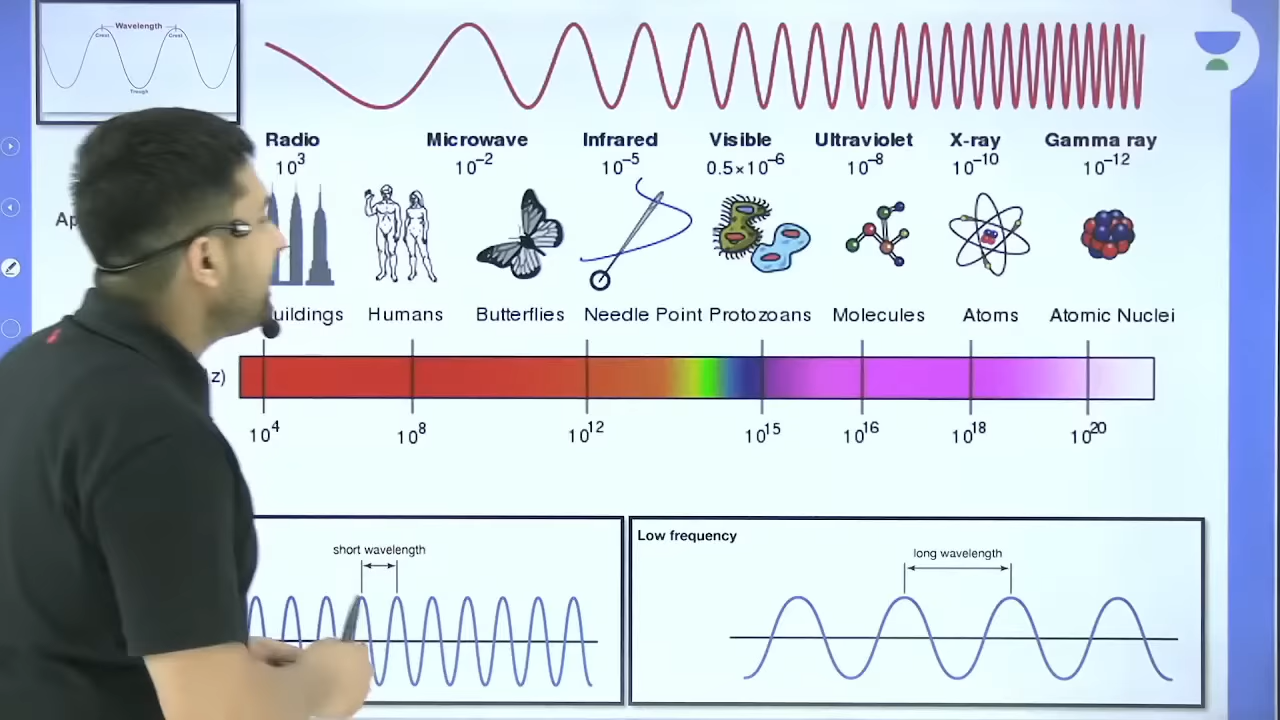 Wavelength
Crest Crest
Trough
Radio Microwave Infrared Visible Ultraviolet X-ray Gamma ray
10³ 10⁻² 10⁻⁵ 0.5×10⁻⁶ 10⁻⁸ 10⁻¹⁰ 10⁻¹²
Ap
uildings Humans Butterflies Needle Point Protozoans Molecules Atoms Atomic Nuclei
z)
10⁴ 10⁸ 10¹² 10¹⁵ 10¹⁶ 10¹⁸ 10²⁰
short wavelength
Low frequency
long wavelength